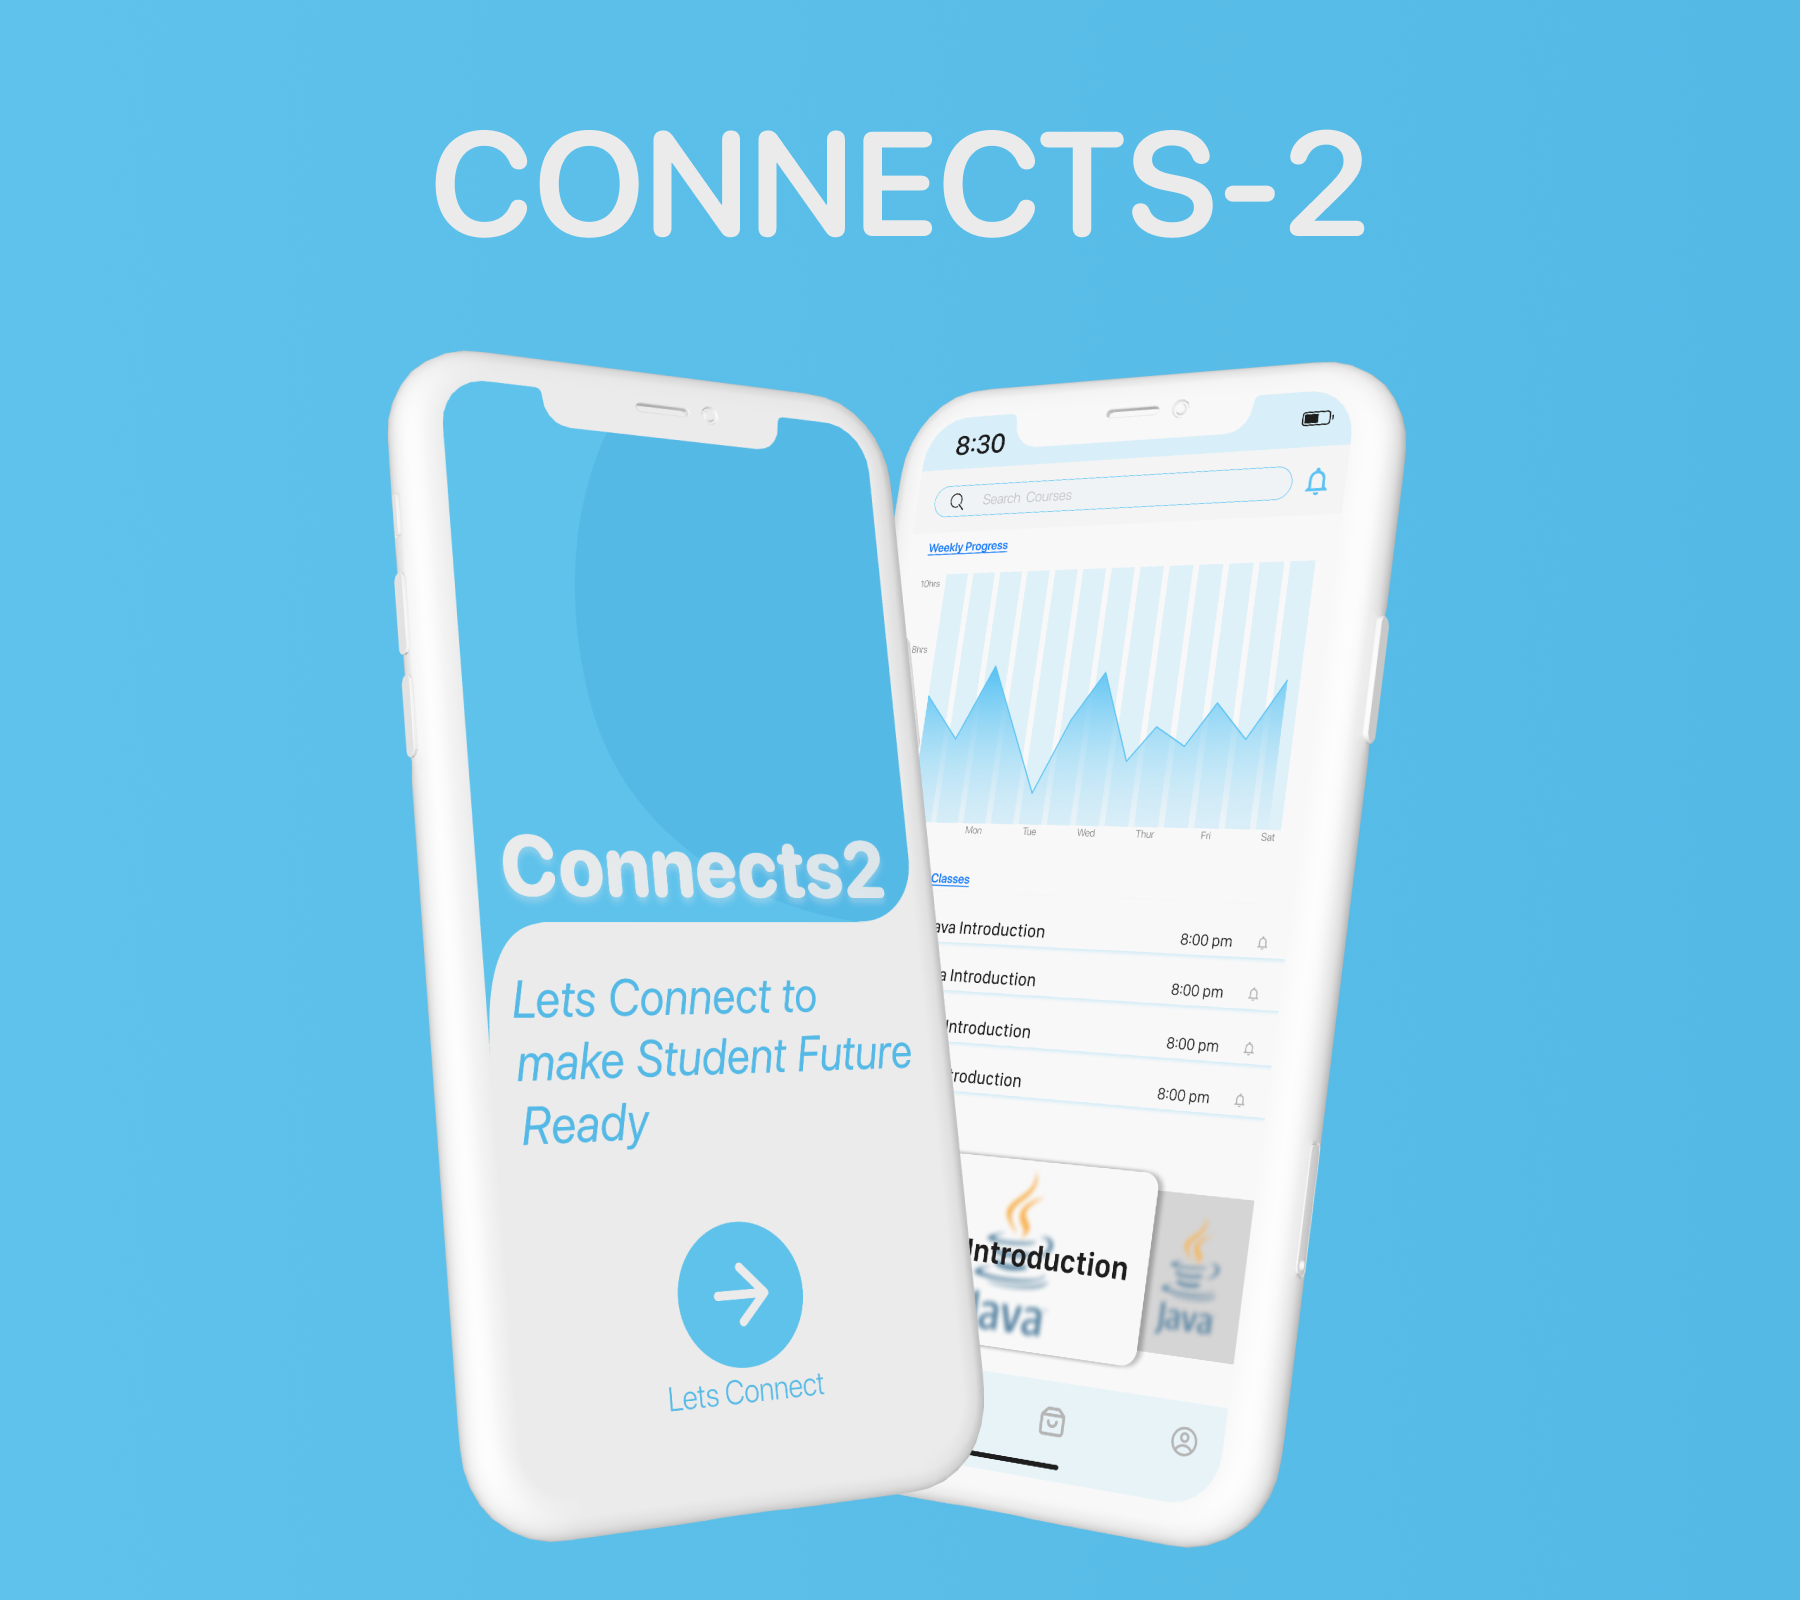 CONNECTS-2
Connects2
Lets Connect to
make Student Future
Ready
Lets Connect
8:30
Search Courses
Weekly Progress
10hrs
8hrs
Mon Tue Wed Thur Fri Sat
Classes
ava Introduction 8:00 pm
a Introduction 8:00 pm
Introduction 8:00 pm
troduction 8:00 pm
Introduction
Java
Java